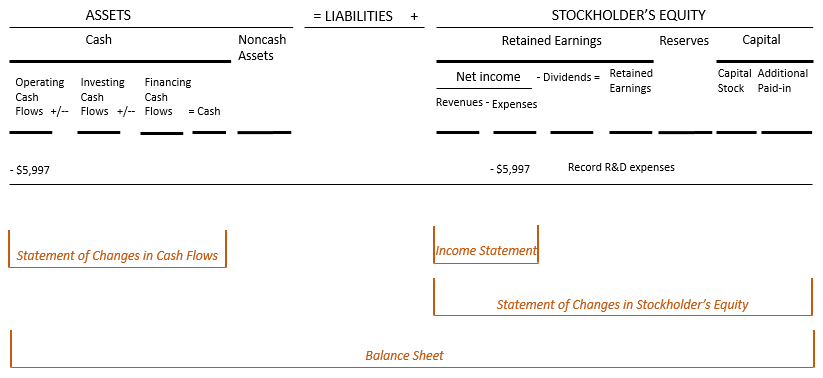 ASSETS = LIABILITIES + STOCKHOLDER’S EQUITY
Cash Noncash Assets Retained Earnings Reserves Capital
Operating Cash Flows +/-- Investing Cash Flows +/-- Financing Cash Flows = Cash Net income - Dividends = Retained Earnings Capital Stock Additional Paid-in
Revenues - Expenses
- $5,997 - $5,997 Record R&D expenses
Statement of Changes in Cash Flows Income Statement
Statement of Changes in Stockholder’s Equity
Balance Sheet